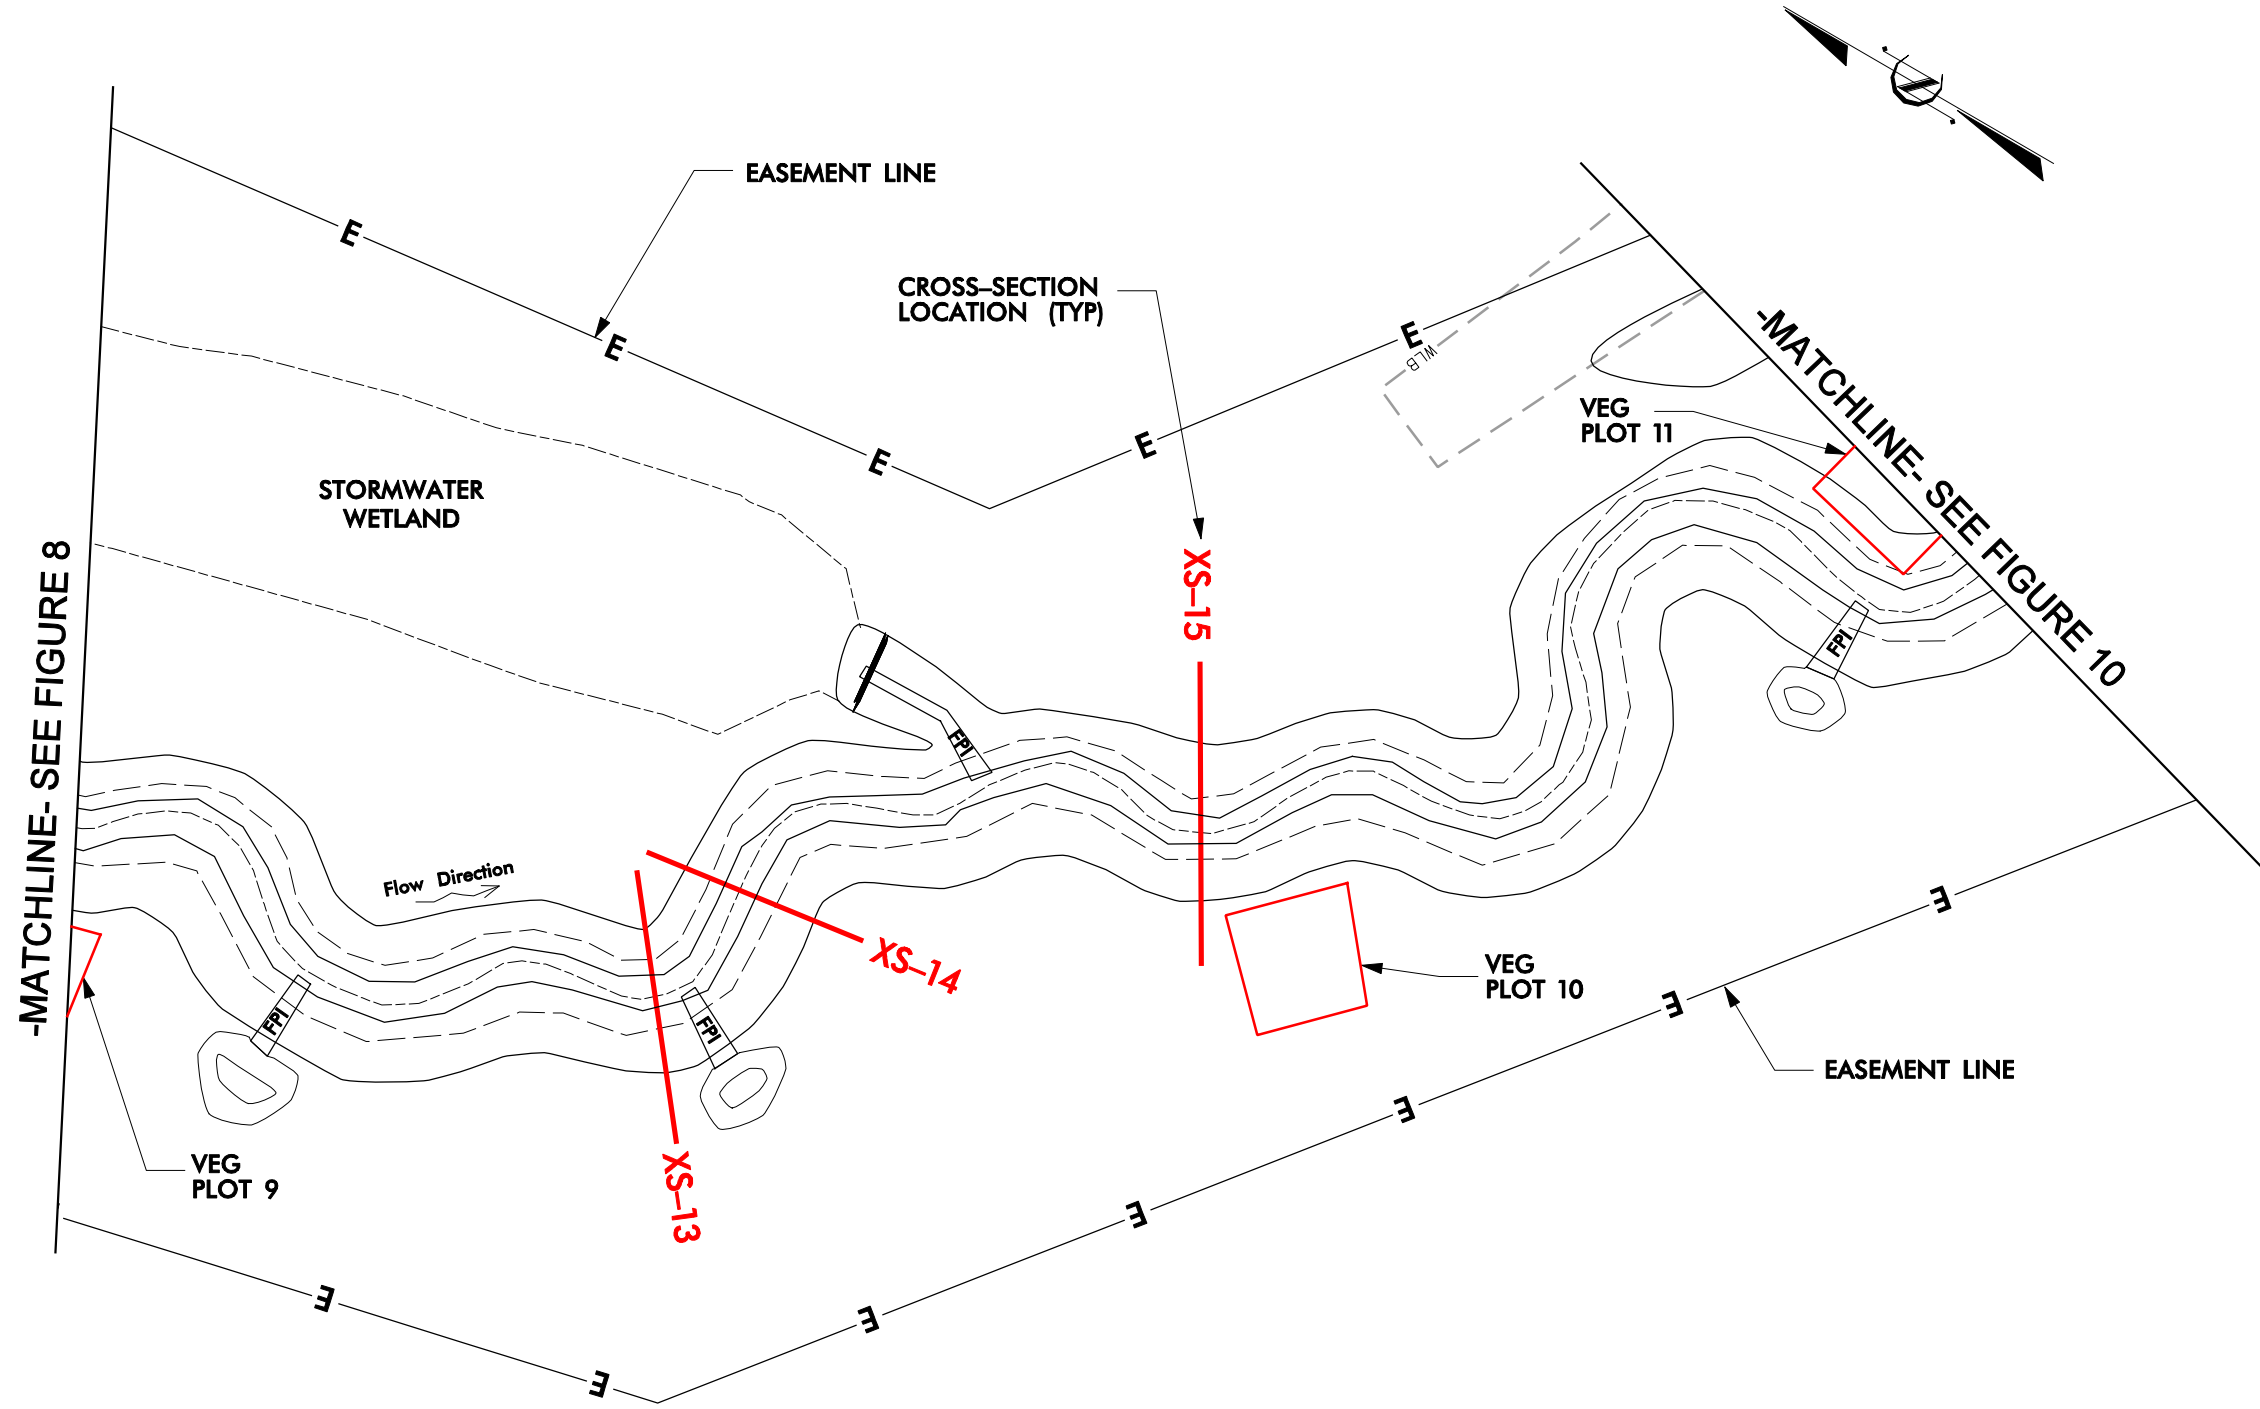 EASEMENT LINE
E
E
E
E
E
CROSS–SECTION
LOCATION (TYP)
WLB
VEG
PLOT 11
-MATCHLINE- SEE FIGURE 10
STORMWATER
WETLAND
-MATCHLINE- SEE FIGURE 8
XS–15
FPI
FPI
Flow Direction
XS–14
FPI
FPI
VEG
PLOT 10
E
E
EASEMENT LINE
E
VEG
PLOT 9
XS–13
E
E
E
E